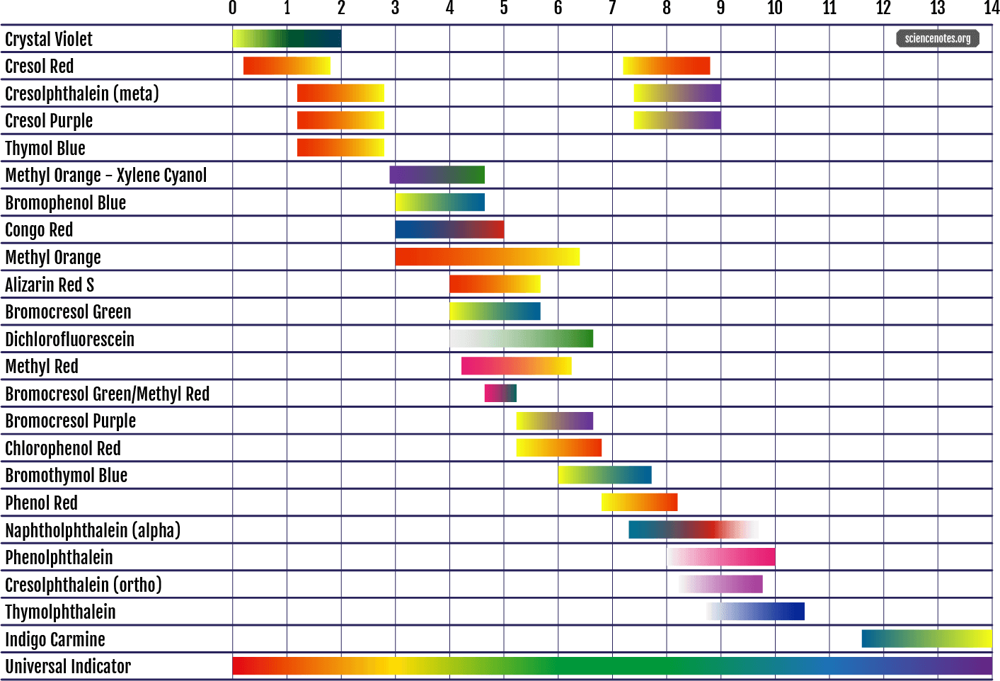 0 1 2 3 4 5 6 7 8 9 10 11 12 13 14
Crystal Violet
sciencenotes.org
Cresol Red
Cresolphthalein (meta)
Cresol Purple
Thymol Blue
Methyl Orange - Xylene Cyanol
Bromophenol Blue
Congo Red
Methyl Orange
Alizarin Red S
Bromocresol Green
Dichlorofluorescein
Methyl Red
Bromocresol Green/Methyl Red
Bromocresol Purple
Chlorophenol Red
Bromothymol Blue
Phenol Red
Naphtholphthalein (alpha)
Phenolphthalein
Cresolphthalein (ortho)
Thymolphthalein
Indigo Carmine
Universal Indicator